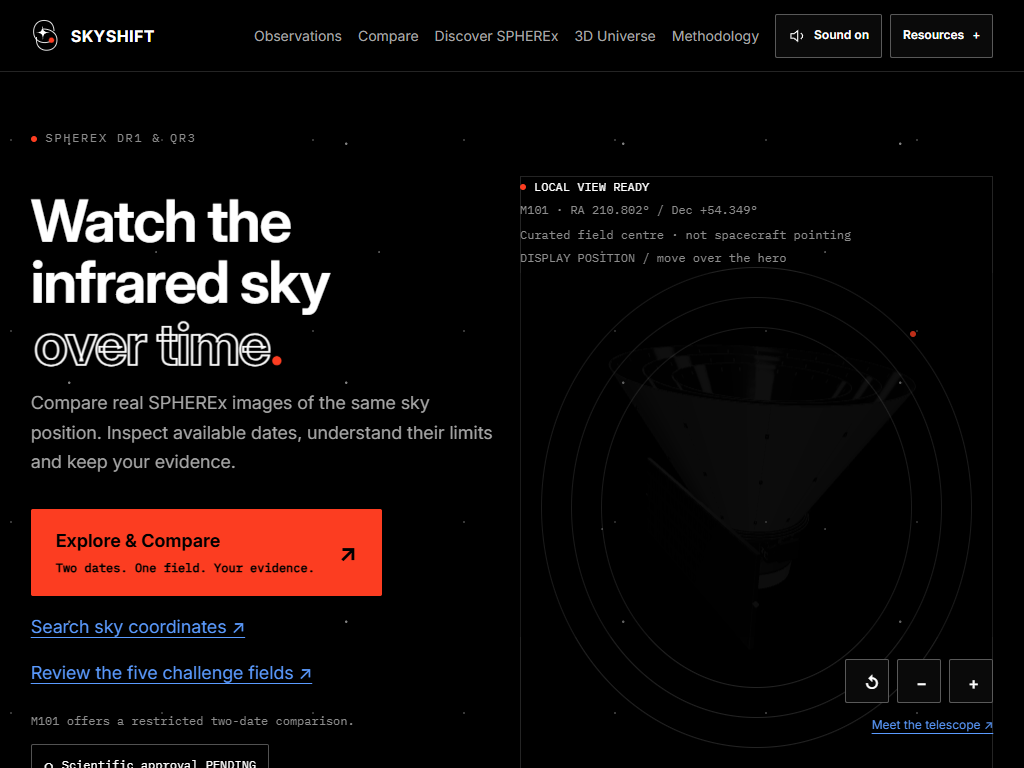 SKYSHIFT
Observations
Compare
Discover SPHEREx
3D Universe
Methodology
Sound on
Resources +
SPHEREX DR1 & QR3
Watch the
infrared sky
over time.
Compare real SPHEREx images of the same sky
position. Inspect available dates, understand their limits
and keep your evidence.
Explore & Compare
Two dates. One field. Your evidence.
Search sky coordinates ↗
Review the five challenge fields ↗
M101 offers a restricted two-date comparison.
Scientific approval PENDING
LOCAL VIEW READY
M101 · RA 210.802° / Dec +54.349°
Curated field centre · not spacecraft pointing
DISPLAY POSITION / move over the hero
Meet the telescope ↗